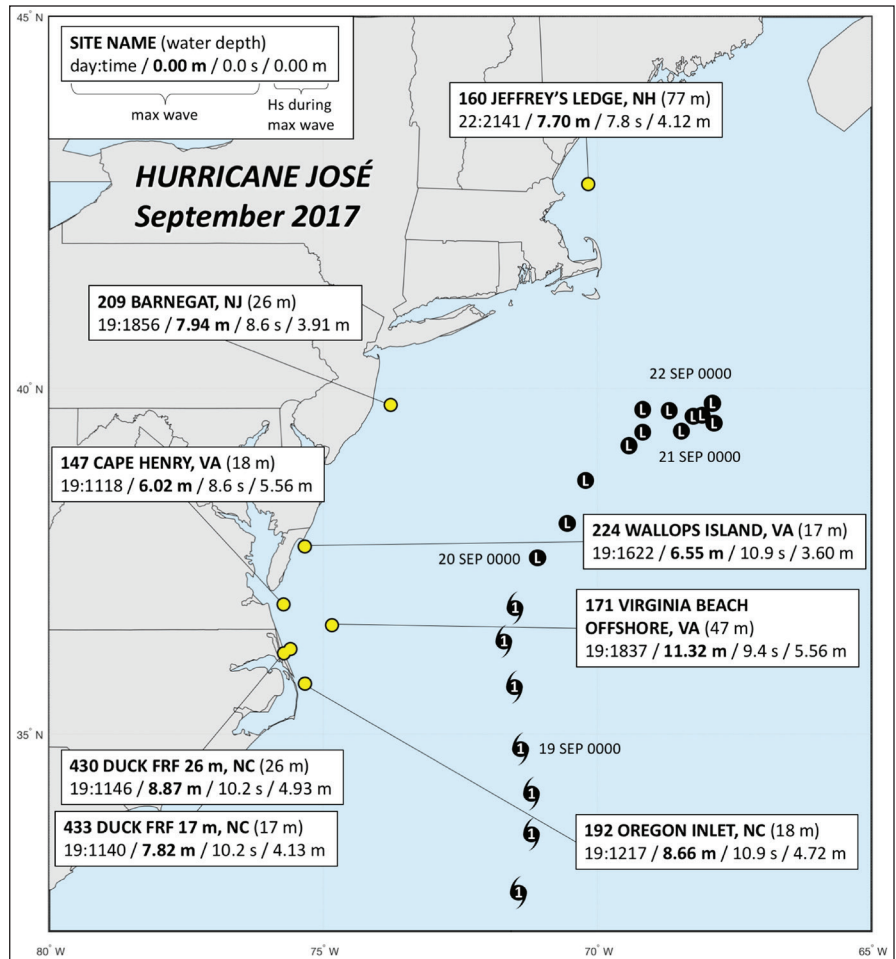 45° N
SITE NAME (water depth)
day:time / 0.00 m / 0.0 s / 0.00 m
max wave
Hs during
max wave
160 JEFFREY'S LEDGE, NH (77 m)
22:2141 / 7.70 m / 7.8 s / 4.12 m
HURRICANE JOSÉ
September 2017
209 BARNEGAT, NJ (26 m)
19:1856 / 7.94 m / 8.6 s / 3.91 m
40° N
22 SEP 0000
L L L L L L
L L L L
21 SEP 0000
147 CAPE HENRY, VA (18 m)
19:1118 / 6.02 m / 8.6 s / 5.56 m
L
L
224 WALLOPS ISLAND, VA (17 m)
19:1622 / 6.55 m / 10.9 s / 3.60 m
20 SEP 0000 L
171 VIRGINIA BEACH
OFFSHORE, VA (47 m)
19:1837 / 11.32 m / 9.4 s / 5.56 m
1
1
1
35° N
1 19 SEP 0000
430 DUCK FRF 26 m, NC (26 m)
19:1146 / 8.87 m / 10.2 s / 4.93 m
1
433 DUCK FRF 17 m, NC (17 m)
19:1140 / 7.82 m / 10.2 s / 4.13 m
1
192 OREGON INLET, NC (18 m)
19:1217 / 8.66 m / 10.9 s / 4.72 m
1
80° W 75° W 70° W 65° W